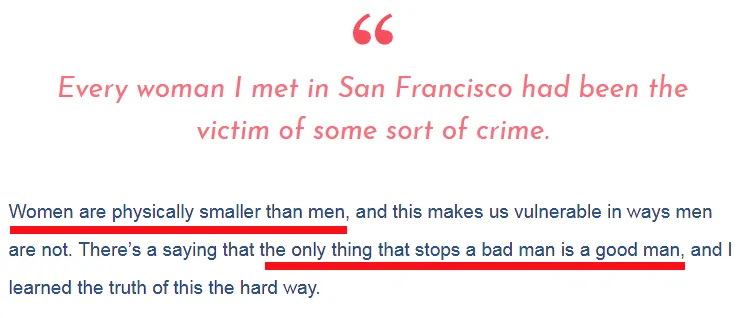 “
Every woman I met in San Francisco had been the
victim of some sort of crime.
Women are physically smaller than men, and this makes us vulnerable in ways men
are not. There’s a saying that the only thing that stops a bad man is a good man, and I
learned the truth of this the hard way.